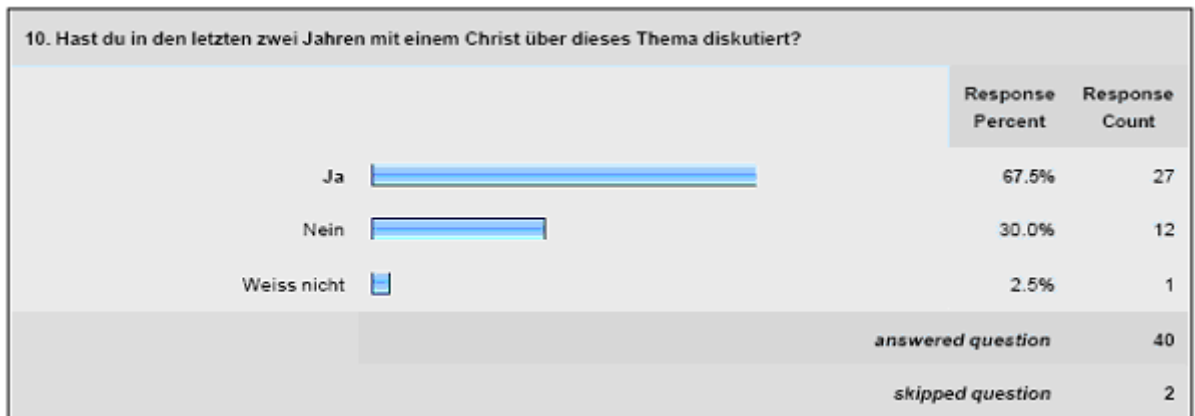 10. Hast du in den letzten zwei Jahren mit einem Christ über dieses Thema diskutiert?
Response Percent Response Count
Ja 67.5% 27
Nein 30.0% 12
Weiss nicht 2.5% 1
answered question 40
skipped question 2